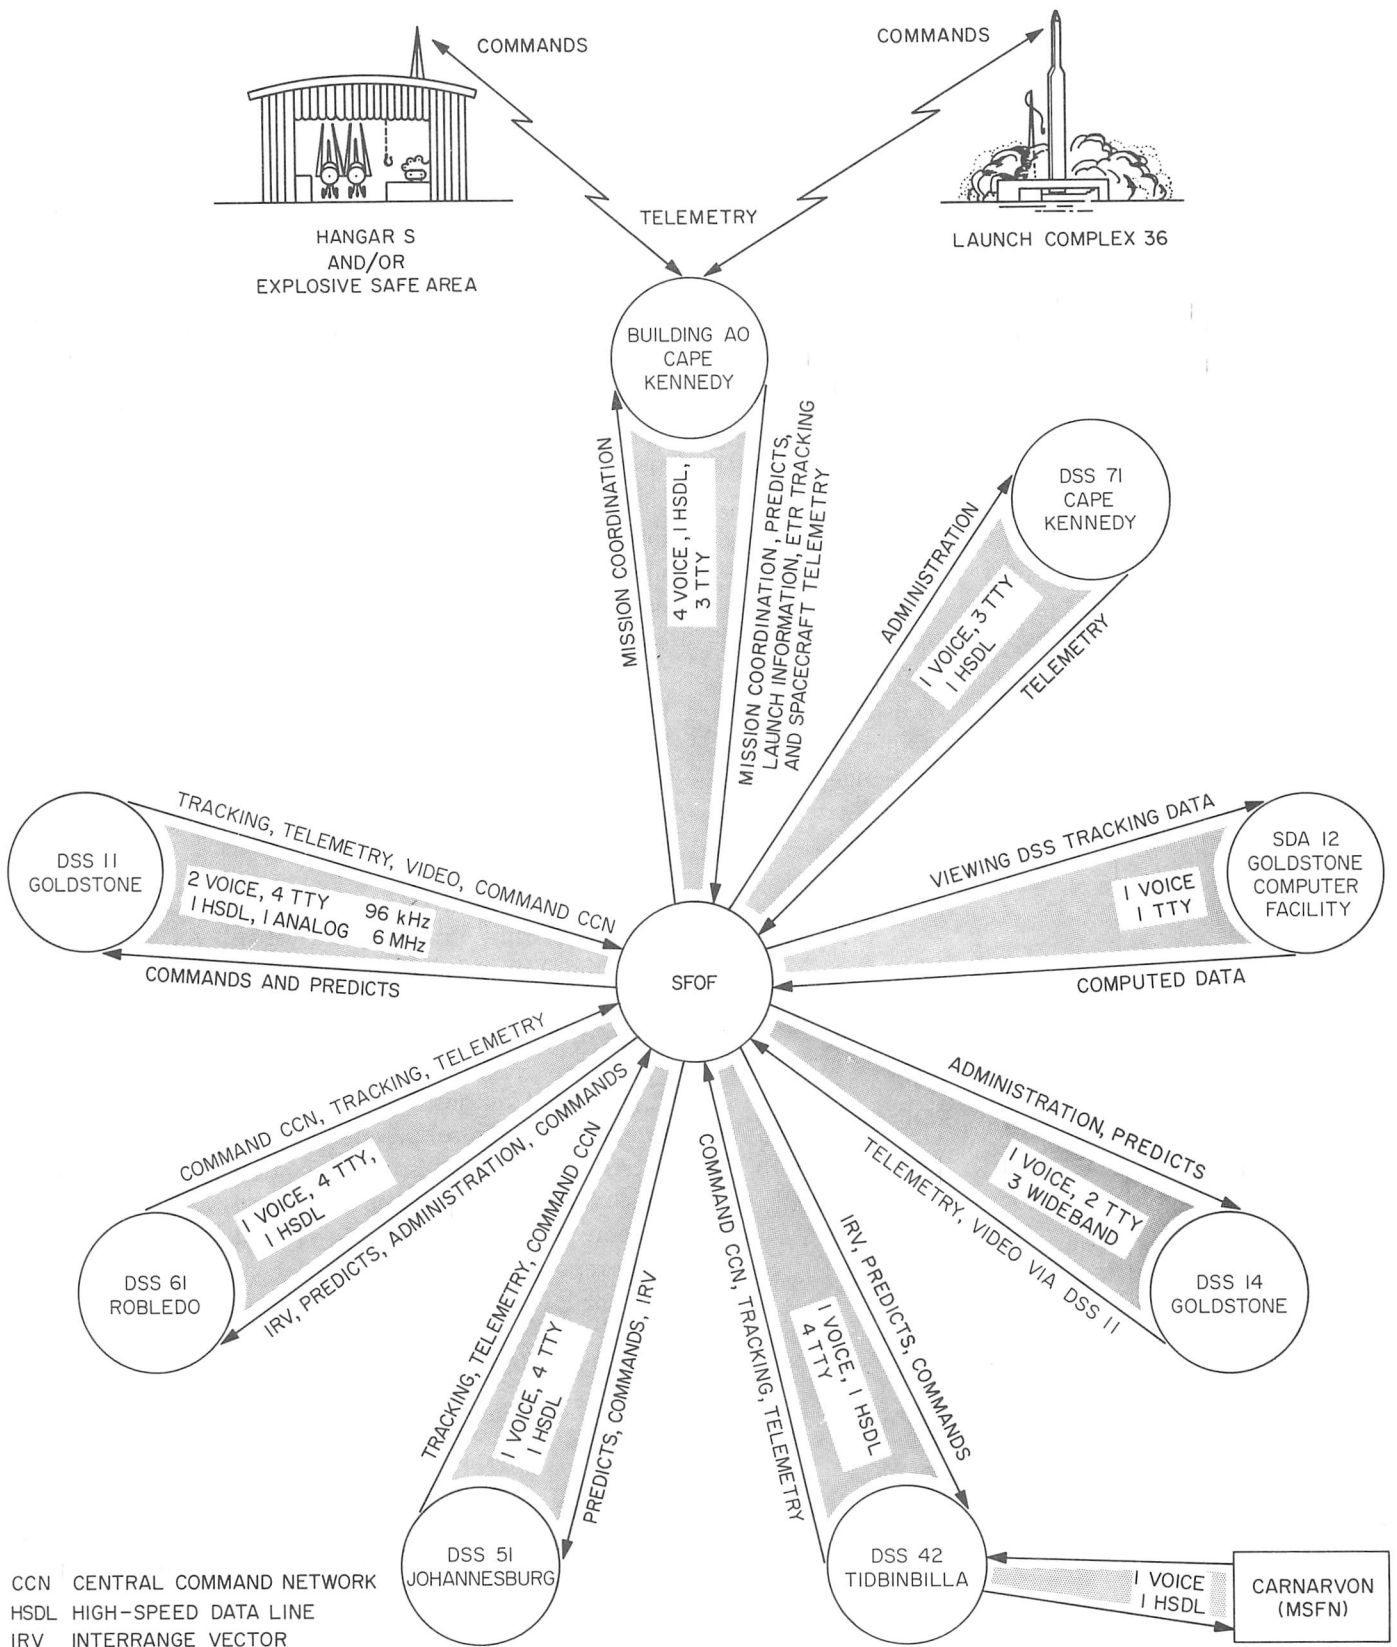 COMMANDS
COMMANDS
TELEMETRY
HANGAR S
AND/OR
EXPLOSIVE SAFE AREA
LAUNCH COMPLEX 36
BUILDING AO
CAPE
KENNEDY
MISSION COORDINATION
4 VOICE, 1 HSDL,
3 TTY
MISSION COORDINATION, PREDICTS,
LAUNCH INFORMATION, ETR TRACKING
AND SPACECRAFT TELEMETRY
DSS 71
CAPE
KENNEDY
ADMINISTRATION
1 VOICE, 3 TTY
1 HSDL
TELEMETRY
DSS 11
GOLDSTONE
TRACKING, TELEMETRY, VIDEO, COMMAND CCN
2 VOICE, 4 TTY 96 kHz
1 HSDL, 1 ANALOG 6 MHz
COMMANDS AND PREDICTS
VIEWING DSS TRACKING DATA
1 VOICE
1 TTY
COMPUTED DATA
SDA 12
GOLDSTONE
COMPUTER
FACILITY
SFOF
COMMAND CCN, TRACKING, TELEMETRY
1 VOICE, 4 TTY,
1 HSDL
IRV, PREDICTS, ADMINISTRATION, COMMANDS
DSS 61
ROBLEDO
ADMINISTRATION, PREDICTS
1 VOICE, 2 TTY
3 WIDEBAND
TELEMETRY, VIDEO VIA DSS 11
DSS 14
GOLDSTONE
TRACKING, TELEMETRY, COMMAND CCN
1 VOICE, 4 TTY
1 HSDL
PREDICTS, COMMANDS, IRV
DSS 51
JOHANNESBURG
COMMAND CCN, TRACKING, TELEMETRY
1 VOICE, 1 HSDL
4 TTY
IRV, PREDICTS, COMMANDS
DSS 42
TIDBINBILLA
1 VOICE
1 HSDL
CARNARVON
(MSFN)
CCN CENTRAL COMMAND NETWORK
HSDL HIGH-SPEED DATA LINE
IRV INTERRANGE VECTOR